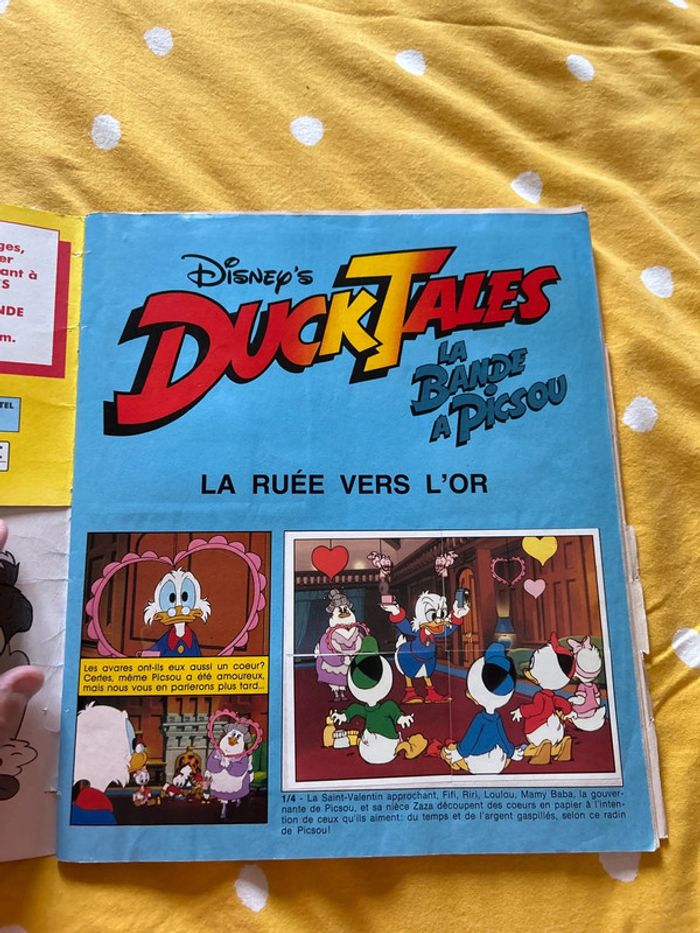 ges,
er
ant à
S
NDE
m.
TEL
Disney's
DUCKTALES
LA
BANDE
A PICSOU
LA RUÉE VERS L'OR
Les avares ont-ils eux aussi un coeur?
Certes, même Picsou a été amoureux,
mais nous vous en parlerons plus tard...
1/4 - La Saint-Valentin approchant, Fifi, Riri, Loulou, Mamy Baba, la gouver-
nante de Picsou, et sa nièce Zaza découpent des coeurs en papier à l'inten-
tion de ceux qu'ils aiment: du temps et de l'argent gaspillés, selon ce radin
de Picsou!